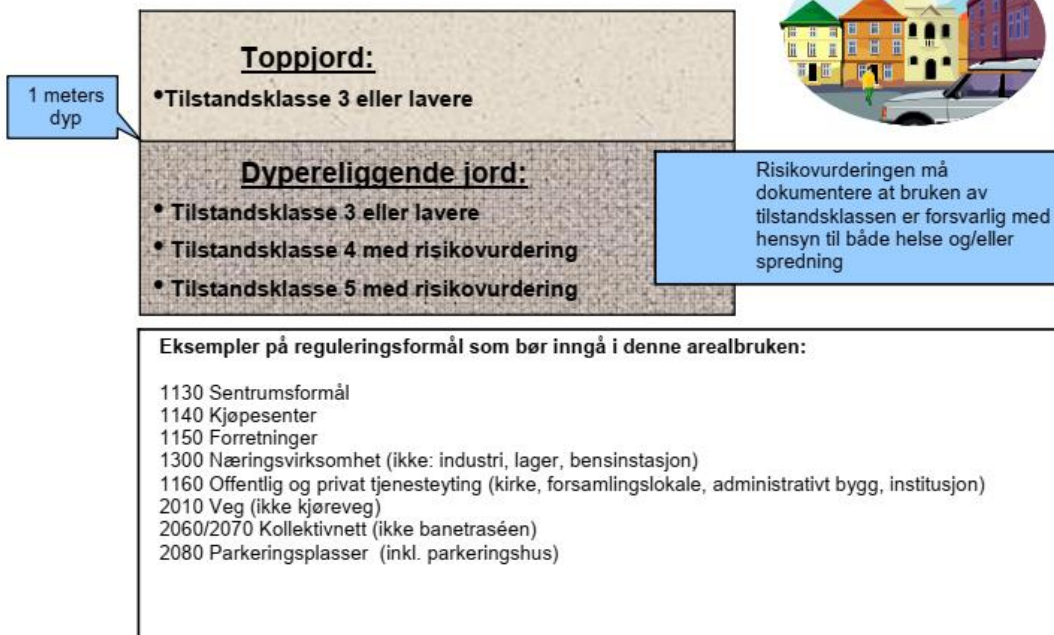 Toppjord:
•Tilstandsklasse 3 eller lavere
1 meters
dyp
Dypereliggende jord:
• Tilstandsklasse 3 eller lavere
• Tilstandsklasse 4 med risikovurdering
• Tilstandsklasse 5 med risikovurdering
Risikovurderingen må
dokumentere at bruken av
tilstandsklassen er forsvarlig med
hensyn til både helse og/eller
spredning
Eksempler på reguleringsformål som bør inngå i denne arealbruken:
1130 Sentrumsformål
1140 Kjøpesenter
1150 Forretninger
1300 Næringsvirksomhet (ikke: industri, lager, bensinstasjon)
1160 Offentlig og privat tjenesteyting (kirke, forsamlingslokale, administrativt bygg, institusjon)
2010 Veg (ikke kjøreveg)
2060/2070 Kollektivnett (ikke banetraséen)
2080 Parkeringsplasser (inkl. parkeringshus)